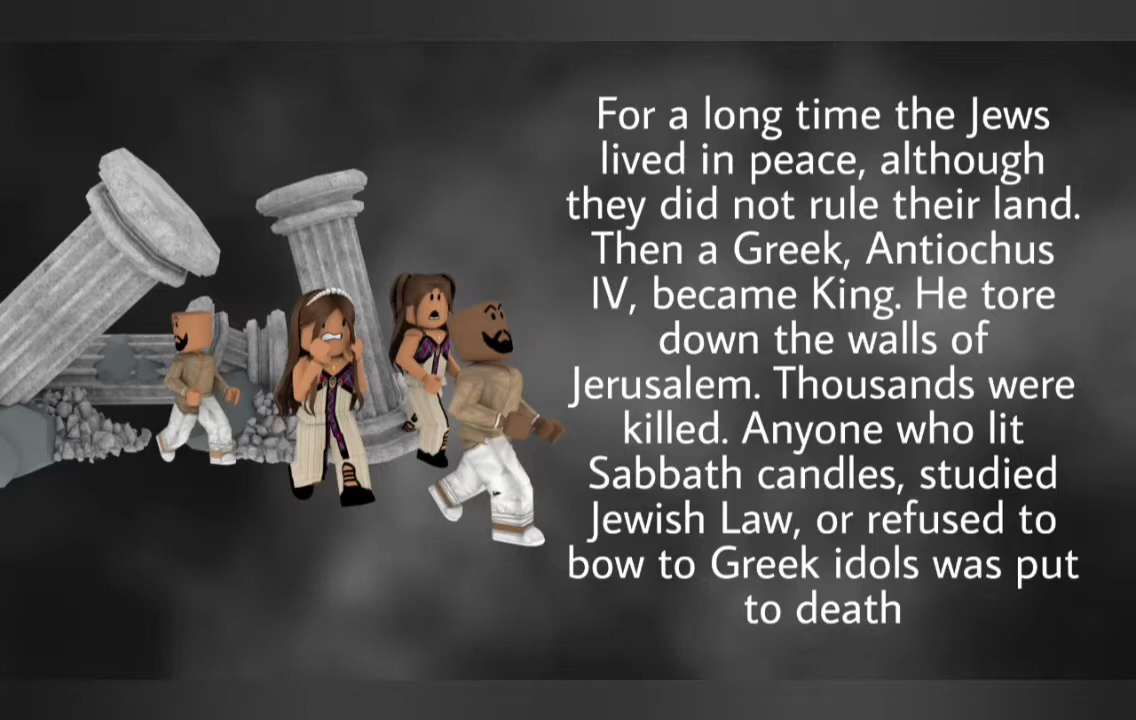 For a long time the Jews
lived in peace, although
they did not rule their land.
Then a Greek, Antiochus
IV, became King. He tore
down the walls of
Jerusalem. Thousands were
killed. Anyone who lit
Sabbath candles, studied
Jewish Law, or refused to
bow to Greek idols was put
to death